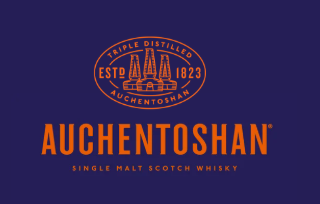 TRIPLE DISTILLED
ESTD 1823
AUCHENTOSHAN
AUCHENTOSHAN®
SINGLE MALT SCOTCH WHISKY